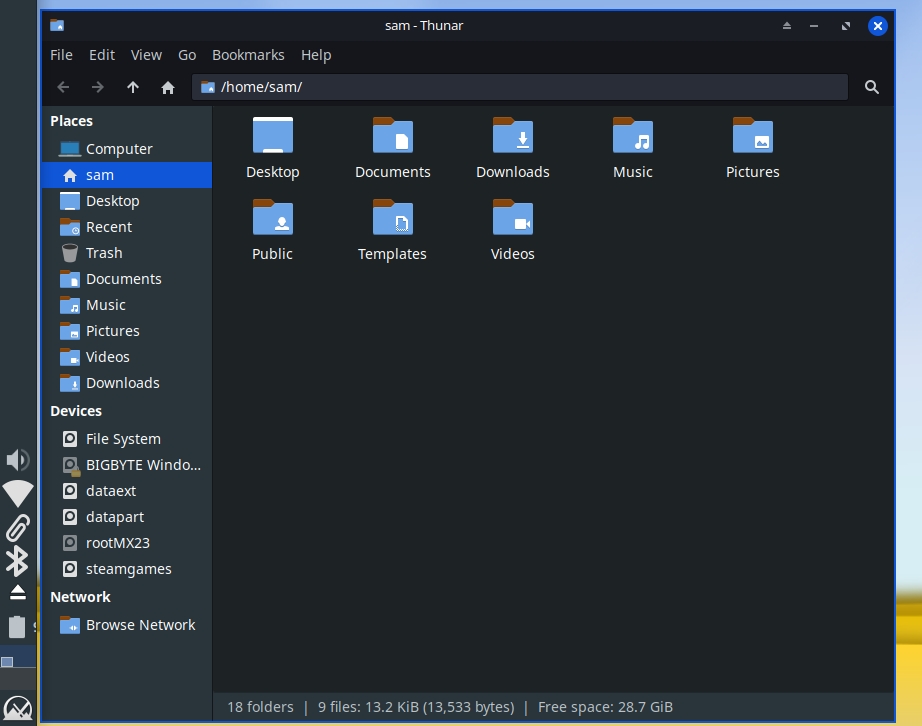 sam - Thunar
File Edit View Go Bookmarks Help
/home/sam/
Places
Computer
sam
Desktop
Recent
Trash
Documents
Music
Pictures
Videos
Downloads
Devices
File System
BIGBYTE Windo...
dataext
datapart
rootMX23
steamgames
Network
Browse Network
Desktop Documents Downloads Music Pictures
Public Templates Videos
18 folders | 9 files: 13.2 KiB (13,533 bytes) | Free space: 28.7 GiB